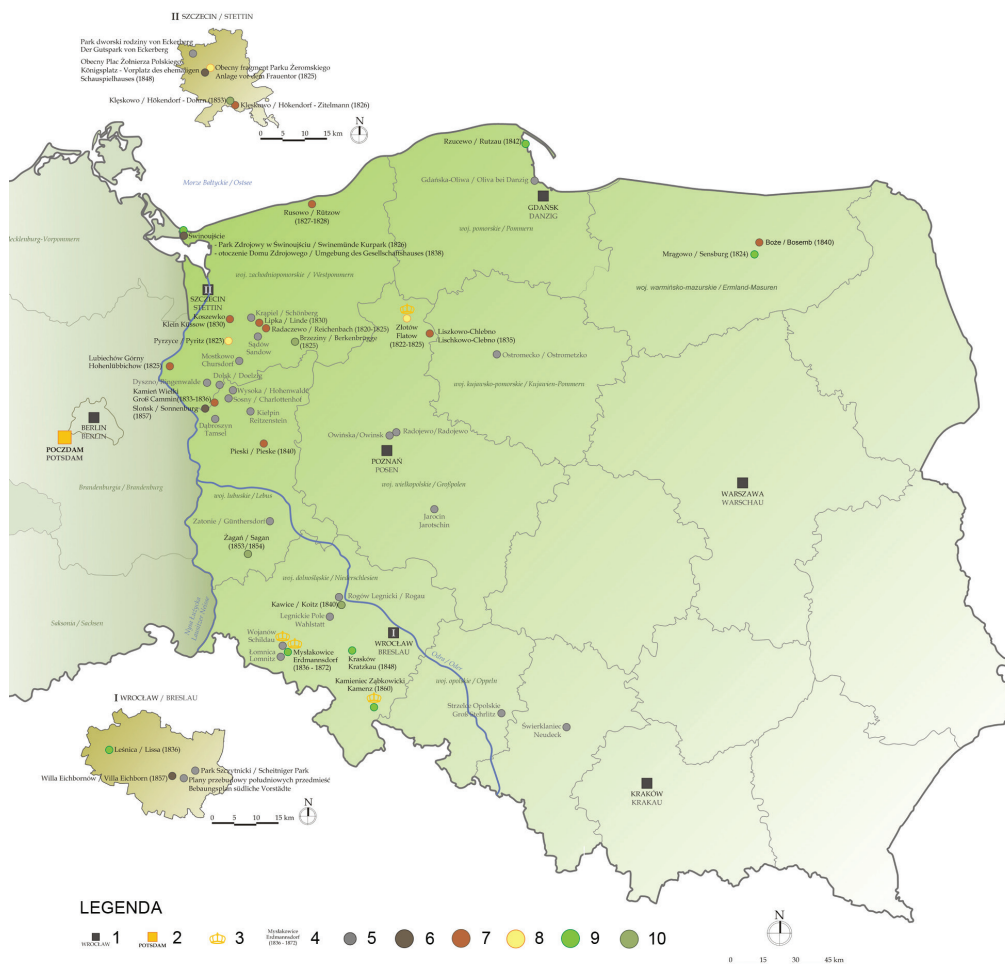 II SZCZECIN / STETTIN
Park dworski rodziny von Eckerberg
Der Gutspark von Eckerberg
Obecny Plac Żołnierza Polskiego
Königsplatz - Vorplatz des ehemaligen
Schauspielhauses (1848)
Obecny fragment Parku Żeromskiego
Anlage vor dem Frauentor (1825)
Klęskowo / Hökendorf - Dohrn (1853)
Klęskowo / Hökendorf - Zitelmann (1826)
0 5 10 15 km
N
Rzucewo / Rutzau (1842)
Morze Bałtyckie / Ostsee
Gdańska-Oliwa / Oliva bei Danzig
GDAŃSK
DANZIG
Rusowo / Rützow
(1827-1828)
woj. pomorskie / Pommern
Świnoujście
- Park Zdrojowy w Świnoujściu / Swinemünde Kurpark (1826)
- otoczenie Domu Zdrojowego / Umgebung des Gesellschaftshauses (1838)
Mecklenburg-Vorpommern
Boże / Bosemb (1840)
Mrągowo / Sensburg (1824)
woj. zachodniopomorskie / Westpommern
woj. warmińsko-mazurskie / Ermland-Masuren
II
SZCZECIN
STETTIN
Koszewko
Klein Küssow (1830)
Krągiel / Schönberg
Lipka / Linde (1830)
Radaczewo / Reichenbach (1820-1825)
Pyrzyce / Pyritz (1823)
Sądów
Sandow
Brzeziny / Berkenbrügge
(1825)
Złotów
Flatow
(1822-1825)
Liszkowo-Chlebno
Lischkowo-Clebno (1835)
Ostromecko / Ostrometzko
Mostkowo
Chursdorf
Lubiechów Górny
Hohenlübbichow (1825)
Dyszno/Ringenwalde
Dolsk / Doelzig
woj. kujawsko-pomorskie / Kujawien-Pommern
Kamień Wielki
Groß Cammin (1833-1836)
Wysoka / Hohenwalde
Sosny / Charlottenhof
Słońsk / Sonnenburg
(1857)
Kiełpin
Reitzenstein
Dąbroszyn
Tamsel
BERLIN
BERLIN
POCZDAM
POTSDAM
Pieski / Pieske (1840)
Owińska/Owinsk
Radojewo/Radojewo
POZNAŃ
POSEN
woj. wielkopolskie / Großpolen
WARSZAWA
WARSCHAU
Brandenburgia / Brandenburg
woj. lubuskie / Lebus
Zatonie / Günthersdorf
Jarocin
Jarotschin
Żagań / Sagan
(1853/1854)
woj. dolnośląskie / Niederschlesien
Rogów Legnicki / Rogau
Kawice / Koitz (1840)
Legnickie Pole
Wahlstatt
Saksonia / Sachsen
Nysa Łużycka
Lausitzer Neiße
Wojanów
Schildau
Łomnica
Lomnitz
Mysłakowice
Erdmannsdorf
(1836 - 1872)
I
WROCŁAW
BRESLAU
Krasków
Kratzkau (1848)
Odra / Oder
Kamieniec Ząbkowicki
Kamenz (1860)
woj. opolskie / Oppeln
Strzelce Opolskie
Groß Strehlitz
Świerklaniec
Neudeck
KRAKÓW
KRAKAU
I WROCŁAW / BRESLAU
Leśnica / Lissa (1836)
Willa Eichbornów / Villa Eichborn (1857)
Park Szczytnicki / Scheitniger Park
Plany przebudowy południowych przedmieść
Bebaungsplan südliche Vorstädte
0 5 10 15 km
N
LEGENDA
WROCŁAW 1
POTSDAM 2
3
Mysłakowice
Erdmannsdorf
(1836 - 1872)
4
5
6
7
8
9
10
N
0 15 30 45 km